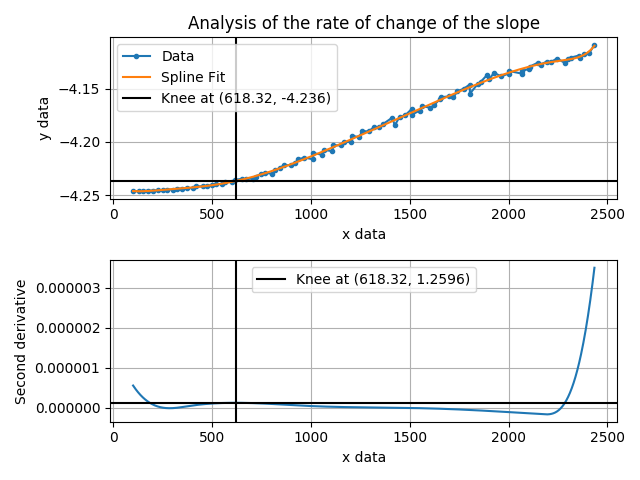 Analysis of the rate of change of the slope
Data
Spline Fit
Knee at (618.32, -4.236)
−4.15
−4.20
−4.25
y data
0 500 1000 1500 2000 2500
x data
Knee at (618.32, 1.2596)
0.000003
0.000002
0.000001
0.000000
Second derivative
0 500 1000 1500 2000 2500
x data